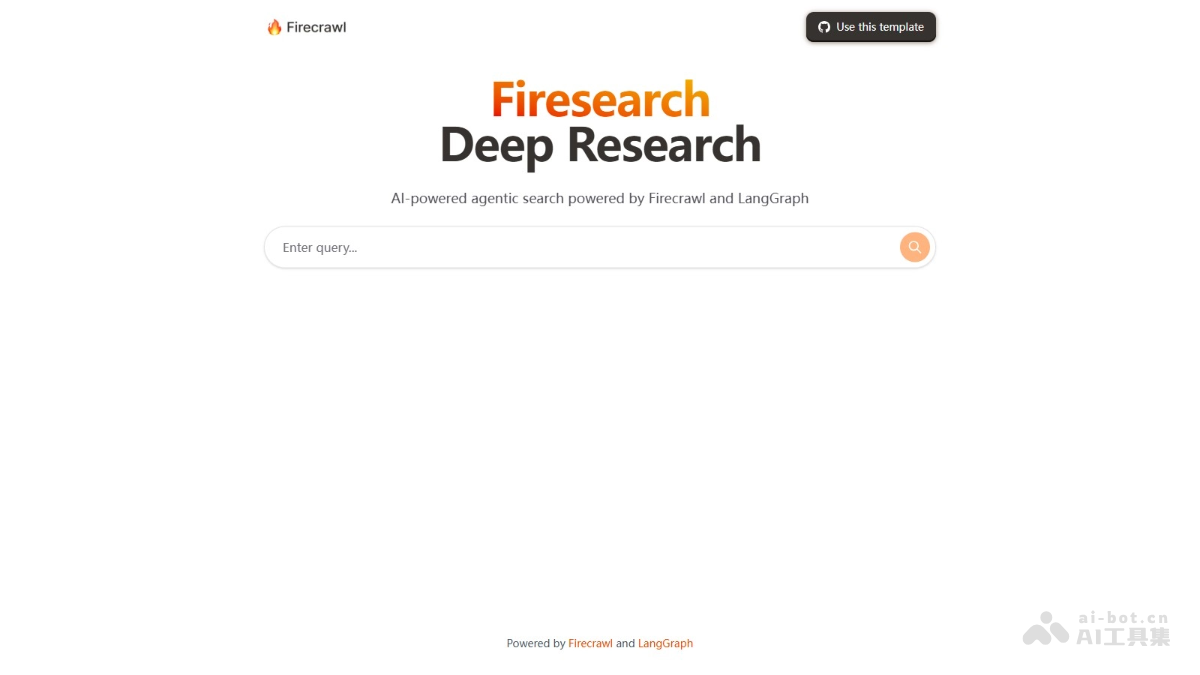 Firecrawl
Use this template
Firesearch
Deep Research
AI-powered agentic search powered by Firecrawl and LangGraph
Enter query...
Powered by Firecrawl and LangGraph
ai-bot.cn
AI工具集